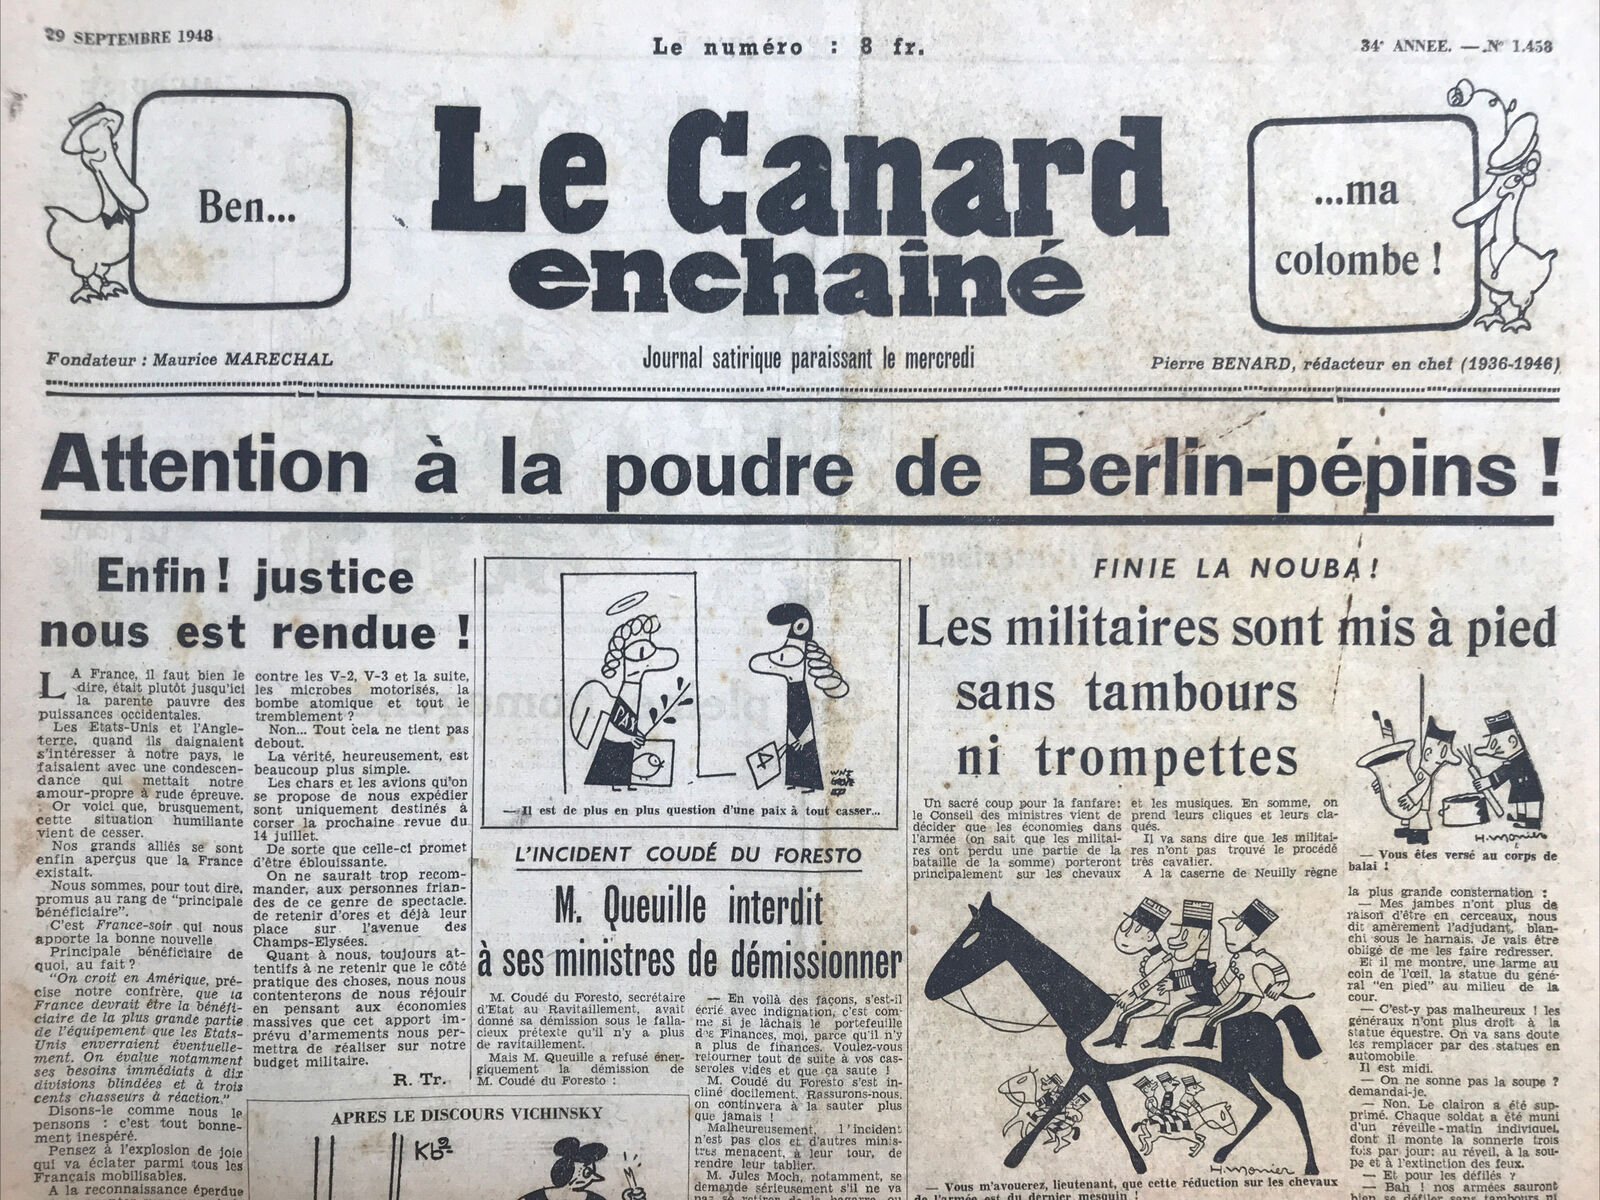 29 SEPTEMBRE 1948
Le numéro : 8 fr.
34e ANNEE. — N° 1.458
Ben...
Le Canard
enchaîné
...ma
colombe !
Fondateur : Maurice MARECHAL
Journal satirique paraissant le mercredi
Pierre BENARD, rédacteur en chef (1936-1946)
Attention à la poudre de Berlin-pépins !
Enfin ! justice
nous est rendue !
LA France, il faut bien le
dire, était plutôt jusqu'ici
la parente pauvre des
puissances occidentales.
Les Etats-Unis et l'Angle-
terre, quand ils daignaient
s'intéresser à notre pays, le
faisaient avec une condescen-
dance qui mettait notre
amour-propre à rude épreuve.
Or voici que, brusquement,
cette situation humiliante
vient de cesser.
Nos grands alliés se sont
enfin aperçus que la France
existait.
Nous sommes, pour tout dire,
promus au rang de "principale
bénéficiaire".
C'est France-soir qui nous
apporte la bonne nouvelle
Principale bénéficiaire de
quoi, au fait ?
"On croit en Amérique, pré-
cise notre confrère, que la
France devrait être la bénéfi-
ciaire de la plus grande partie
de l'équipement que les Etats-
Unis enverraient éventuelle-
ment. On évalue notamment
ses besoins immédiats à dix
divisions blindées et à trois
cents chasseurs à réaction."
Disons-le comme nous le
pensons : c'est tout bonne-
ment inespéré.
Pensez à l'explosion de joie
qui va éclater parmi tous les
Français mobilisables.
A la reconnaissance éperdue
contre les V-2, V-3 et la suite,
les microbes motorisés, la
bombe atomique et tout le
tremblement ?
Non... Tout cela ne tient pas
debout.
La vérité, heureusement, est
beaucoup plus simple.
Les chars et les avions qu'on
se propose de nous expédier
sont uniquement destinés à
corser la prochaine revue du
14 juillet.
De sorte que celle-ci promet
d'être éblouissante.
On ne saurait trop recom-
mander, aux personnes frian-
des de ce genre de spectacle.
de retenir d'ores et déjà leur
place sur l'avenue des
Champs-Elysées.
Quant à nous, toujours at-
tentifs à ne retenir que le côté
pratique des choses, nous nous
contenterons de nous réjouir
en pensant aux économies
massives que cet apport im-
prévu d'armements nous per-
mettra de réaliser sur notre
budget militaire.
R. Tr.
PAX
— Il est de plus en plus question d'une paix à tout casser...
L'INCIDENT COUDÉ DU FORESTO
M. Queuille interdit
à ses ministres de démissionner
M. Coudé du Foresto, secrétaire
d'Etat au Ravitaillement, avait
donné sa démission sous le falla-
cieux prétexte qu'il n'y a plus
de ravitaillement.
Mais M. Queuille a refusé éner-
giquement la démission de
M. Coudé du Foresto :
— En voilà des façons, s'est-il
écrié avec indignation, c'est com-
me si je lâchais le portefeuille
des Finances, moi, parce qu'il n'y
a plus de finances. Voulez-vous
retourner tout de suite à vos cas-
seroles vides et que ça saute !
M. Coudé du Foresto s'est in-
cliné docilement. Rassurons-nous.
on continuera à sauter plus
que jamais !
Malheureusement, l'incident
n'est pas clos et d'autres minis-
tres menacent, à leur tour, de
rendre leur tablier.
M. Jules Moch, notamment, se
demande sérieusement s'il ne va
APRES LE DISCOURS VICHINSKY
FINIE LA NOUBA !
Les militaires sont mis à pied
sans tambours
ni trompettes
Un sacré coup pour la fanfare:
le Conseil des ministres vient de
décider que les économies dans
l'armée (on sait que les militai-
res ont perdu une partie de la
bataille de la somme) porteront
principalement sur les chevaux
et les musiques. En somme, on
prend leurs cliques et leurs cla-
qués.
Il va sans dire que les militai-
res n'ont pas trouvé le procédé
très cavalier.
A la caserne de Neuilly règne
H. Monier
— Vous êtes versé au corps de
balai !
la plus grande consternation :
— Mes jambes n'ont plus de
raison d'être en cerceaux, nous
dit amèrement l'adjudant, blan-
chi sous le harnais. Je vais être
obligé de me les faire redresser.
Et il me montre, une larme au
coin de l'œil, la statue du géné-
ral "en pied" au milieu de la
cour.
— C'est-y pas malheureux ! les
généraux n'ont plus droit à la
statue équestre. On va sans doute
les remplacer par des statues en
automobile.
Il est midi.
— On ne sonne pas la soupe ?
demandai-je.
— Non. Le clairon a été sup-
primé. Chaque soldat a été muni
d'un réveille-matin individuel,
dont il monte la sonnerie trois
fois par jour: au réveil, à la sou-
pe et à l'extinction des feux.
— Et pour les défilés ?
— Bah ! nos armées sauront
H. Monier
— Vous m'avouerez, lieutenant, que cette réduction sur les chevaux
de l'armée est du dernier mesquin !